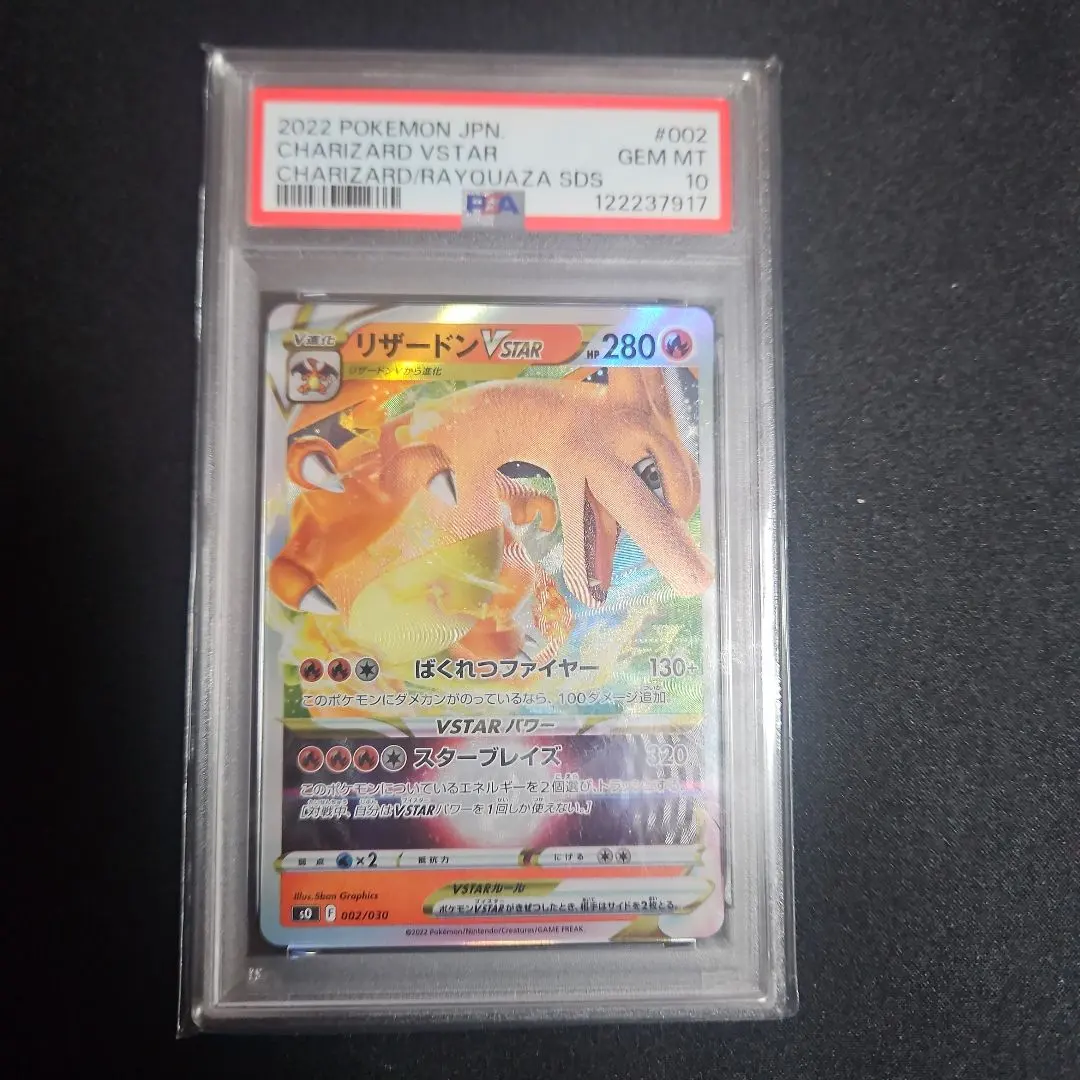 2022 POKEMON JPN. #002
CHARIZARD VSTAR GEM MT
CHARIZARD/RAYQUAZA SDS 10
PSA 122237917
V進化 リザードンVSTAR HP 280
リザードンVから進化
ばくれつファイヤー 130+
このポケモンにダメカンがのっているなら、100ダメージ追加。
VSTARパワー
スターブレイズ 320
このポケモンについているエネルギーを2個選び、トラッシュする。
[対戦中、自分はVSTARパワーを1回しか使えない。]
弱点 ×2 抵抗力 にげる
Illus. 5ban Graphics
VSTARルール
ポケモンVSTARがきぜつしたとき、相手はサイドを2枚とる。
F 002/030
©2022 Pokémon/Nintendo/Creatures/GAME FREAK